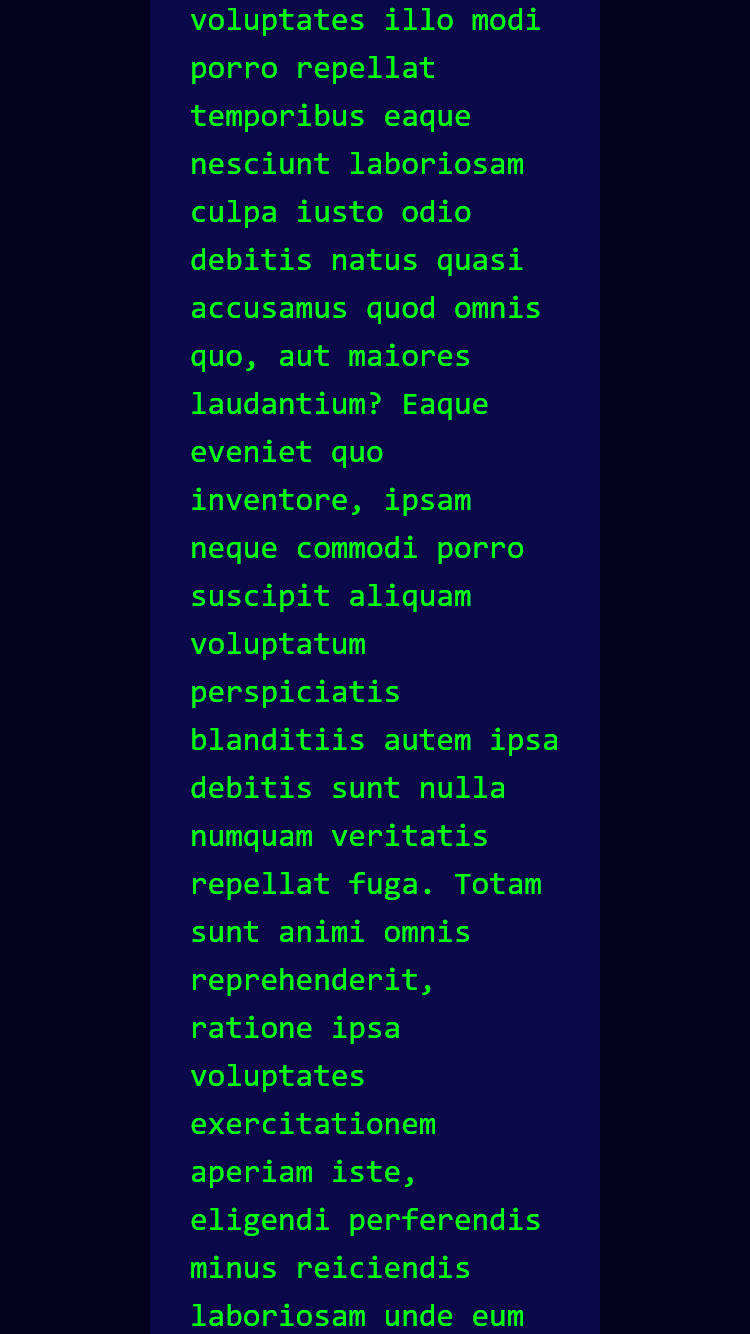 voluptates illo modi
porro repellat
temporibus eaque
nesciunt laboriosam
culpa iusto odio
debitis natus quasi
accusamus quod omnis
quo, aut maiores
laudantium? Eaque
eveniet quo
inventore, ipsam
neque commodi porro
suscipit aliquam
voluptatum
perspiciatis
blanditiis autem ipsa
debitis sunt nulla
numquam veritatis
repellat fuga. Totam
sunt animi omnis
reprehenderit,
ratione ipsa
voluptates
exercitationem
aperiam iste,
eligendi perferendis
minus reiciendis
laboriosam unde eum